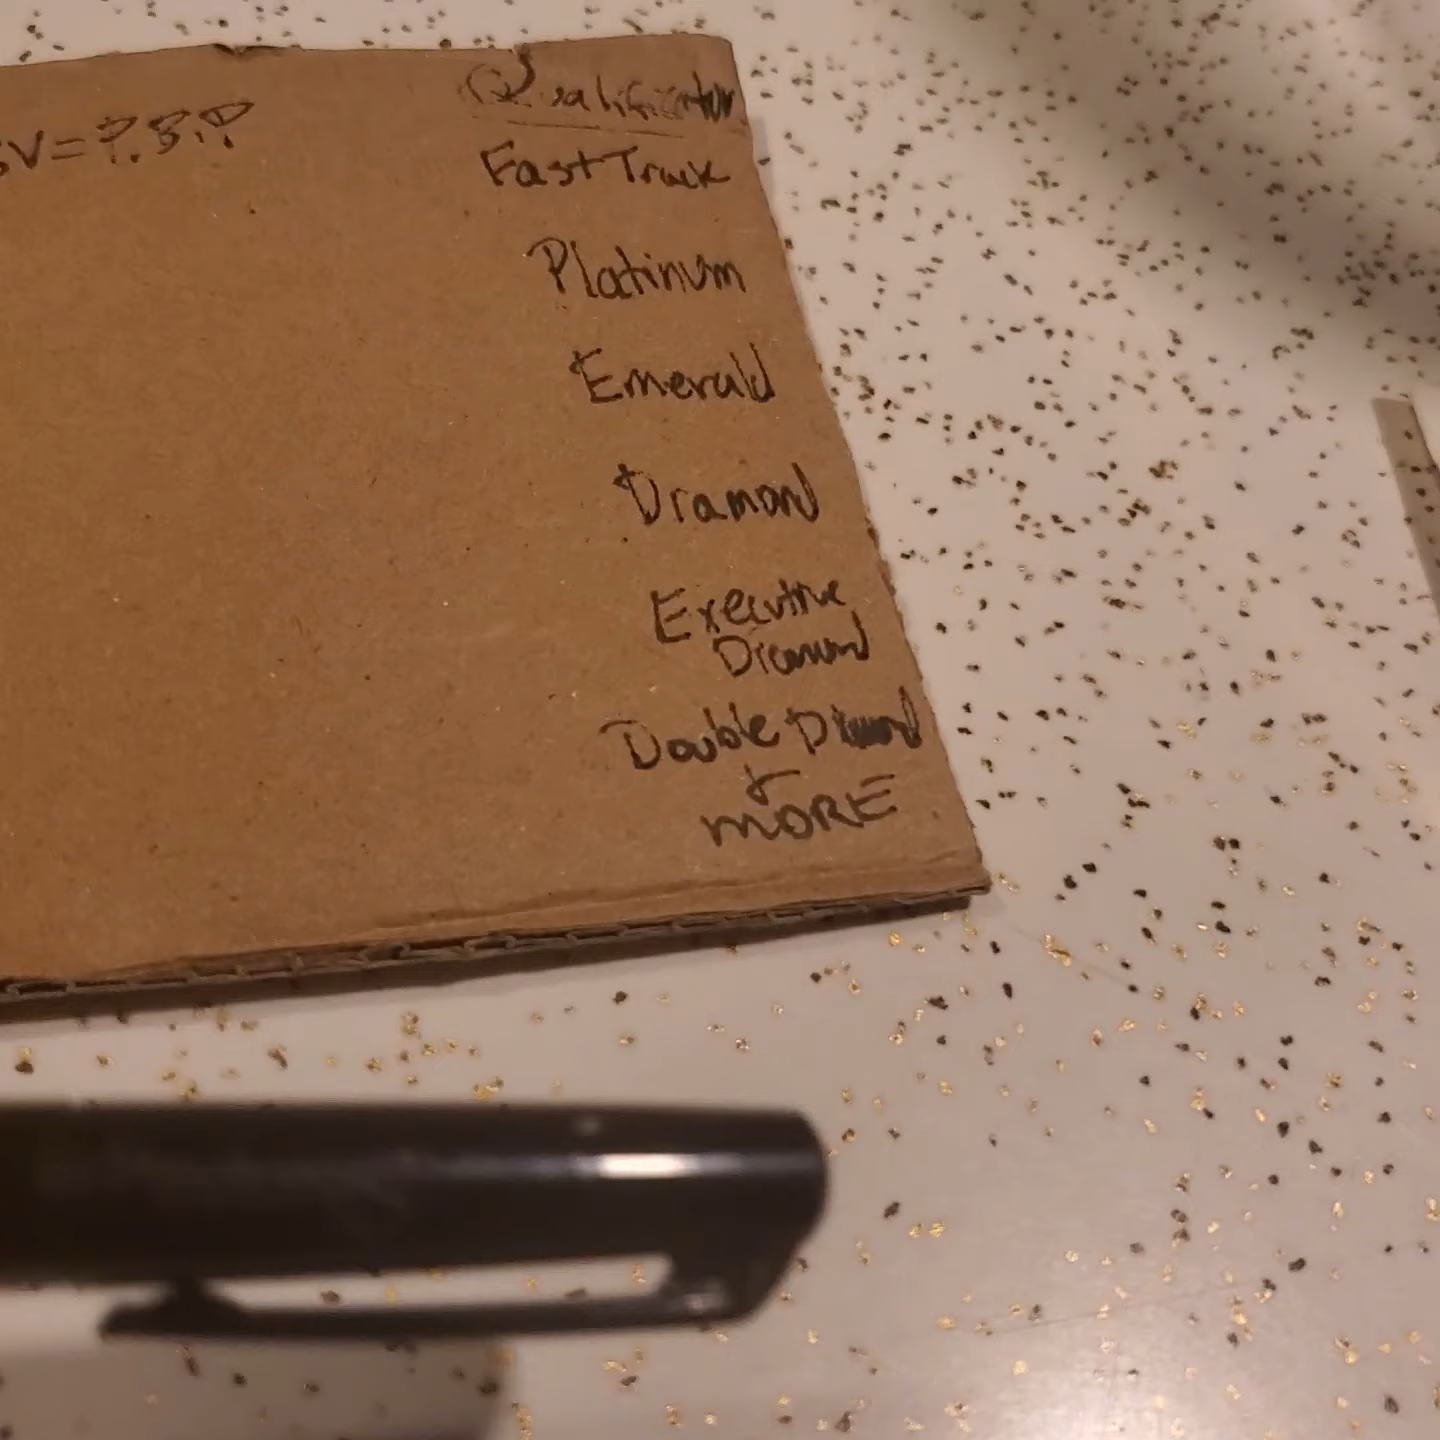 Qualification
Fast Track
Platinum
Emerald
Diamond
Executive
Diamond
Double Diamond
+
MORE